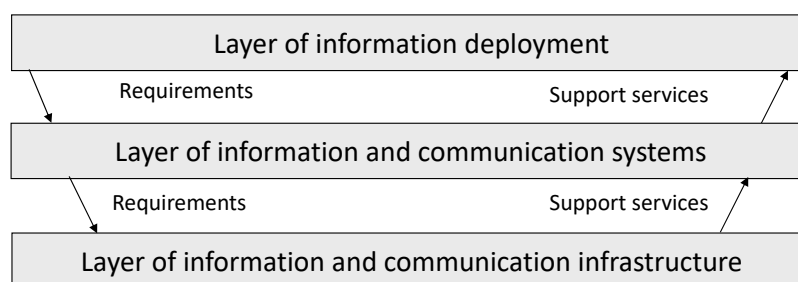 Layer of information deployment
Requirements
Support services
Layer of information and communication systems
Requirements
Support services
Layer of information and communication infrastructure